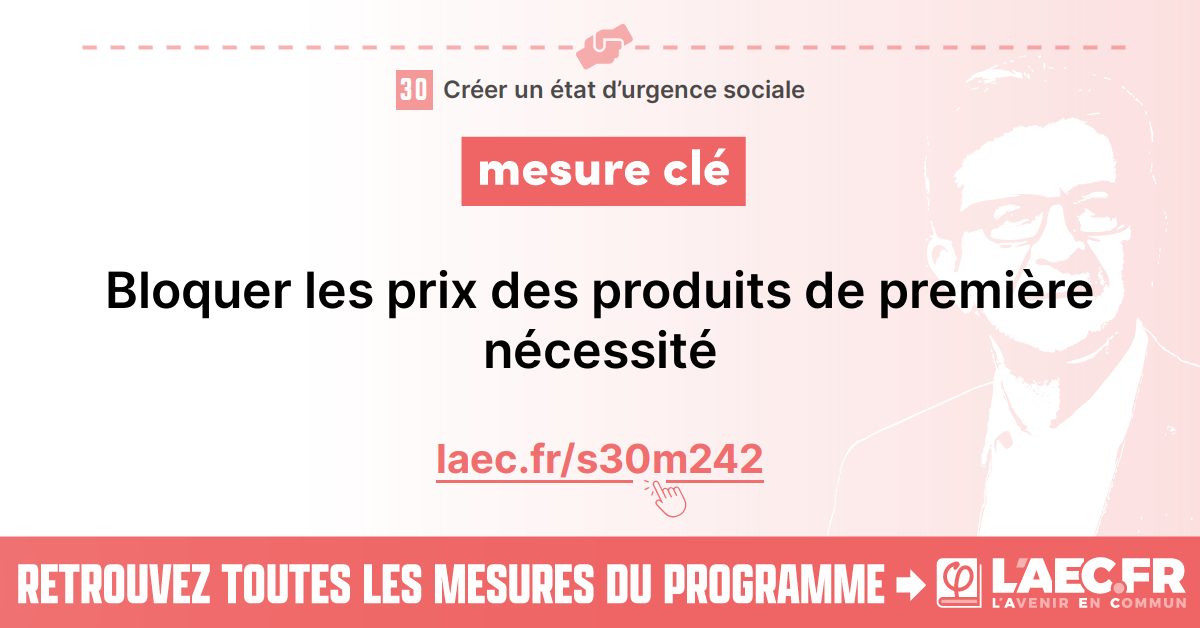 30 Créer un état d’urgence sociale
mesure clé
Bloquer les prix des produits de première
nécessité
laec.fr/s30m242
RETROUVEZ TOUTES LES MESURES DU PROGRAMME
φ L'AEC.FR
L'AVENIR EN COMMUN